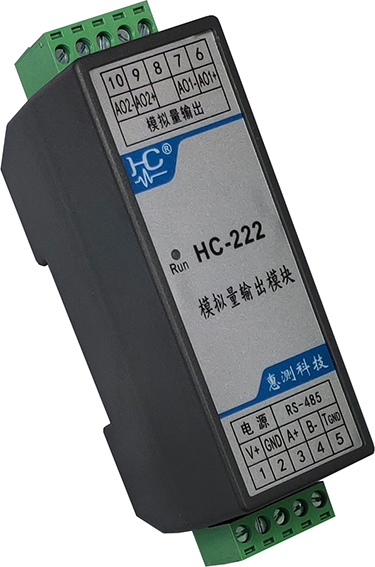 10 9 8 7 6
AO2- AO2+ AO1- AO1+
模拟量输出
HC®
Run
HC-222
模拟量输出模块
惠测科技
电源 RS-485
V+ GND A+ B- TGND
1 2 3 4 5